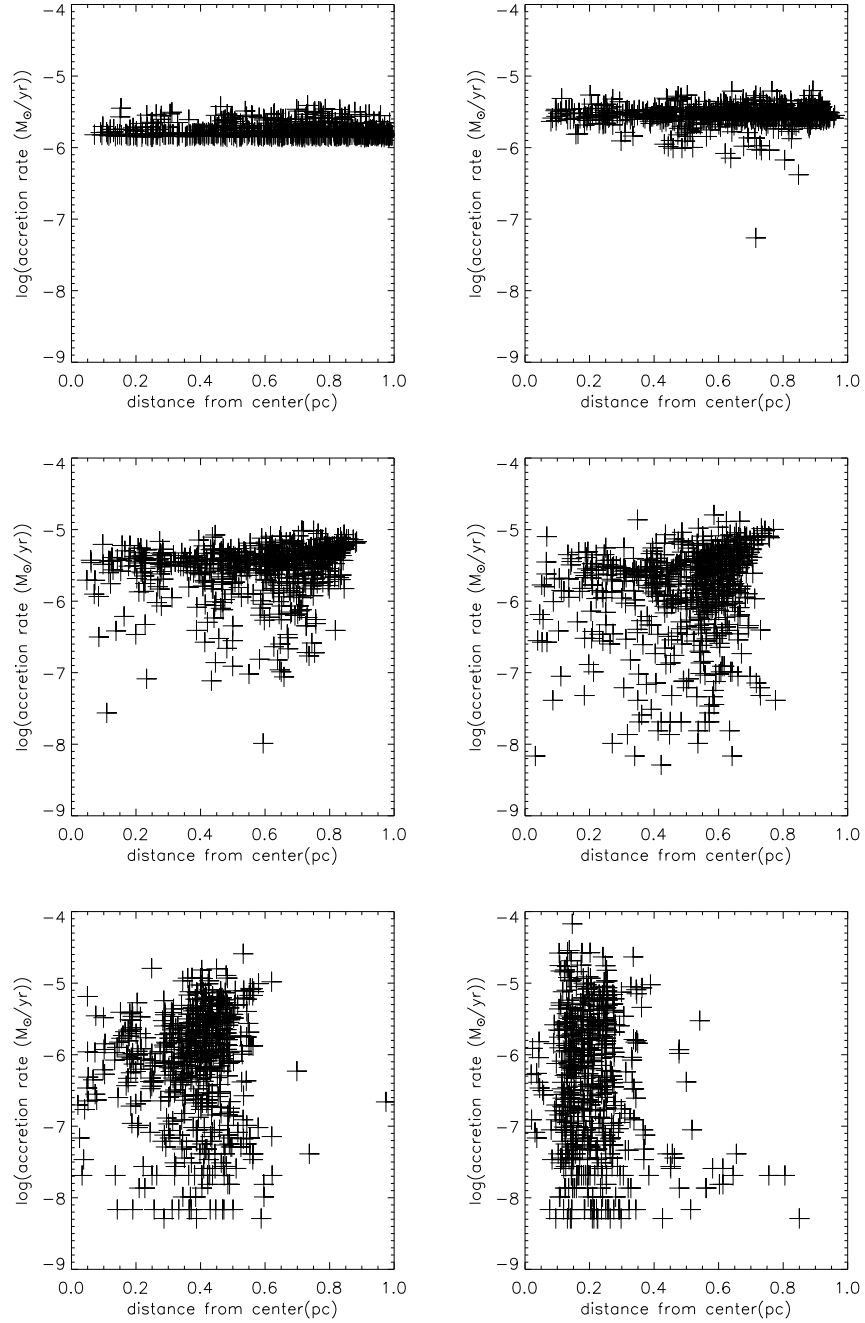 -4
-5
-6
-7
-8
-9
log(accretion rate (M☉/yr))
0.0 0.2 0.4 0.6 0.8 1.0
distance from center(pc)
-4
-5
-6
-7
-8
-9
log(accretion rate (M☉/yr))
0.0 0.2 0.4 0.6 0.8 1.0
distance from center(pc)
-4
-5
-6
-7
-8
-9
log(accretion rate (M☉/yr))
0.0 0.2 0.4 0.6 0.8 1.0
distance from center(pc)
-4
-5
-6
-7
-8
-9
log(accretion rate (M☉/yr))
0.0 0.2 0.4 0.6 0.8 1.0
distance from center(pc)
-4
-5
-6
-7
-8
-9
log(accretion rate (M☉/yr))
0.0 0.2 0.4 0.6 0.8 1.0
distance from center(pc)
-4
-5
-6
-7
-8
-9
log(accretion rate (M☉/yr))
0.0 0.2 0.4 0.6 0.8 1.0
distance from center(pc)